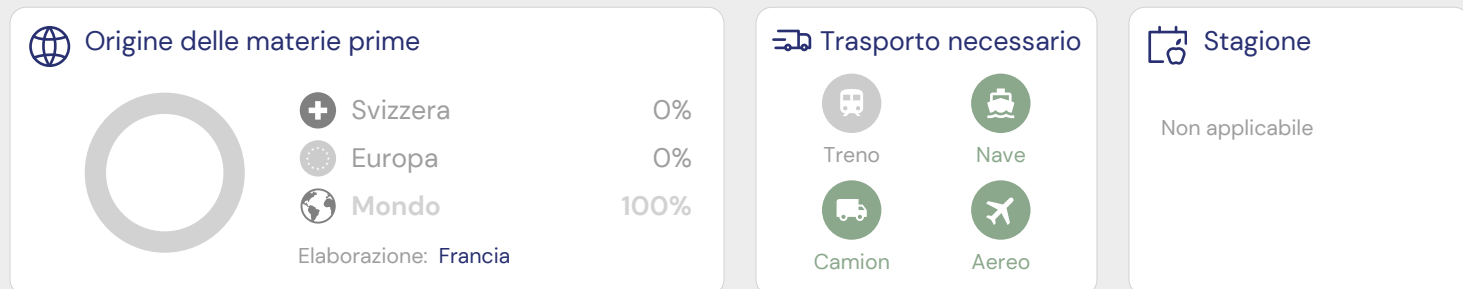 Origine delle materie prime
Svizzera 0%
Europa 0%
Mondo 100%
Elaborazione: Francia
Trasporto necessario
Treno Nave
Camion Aereo
Stagione
Non applicabile